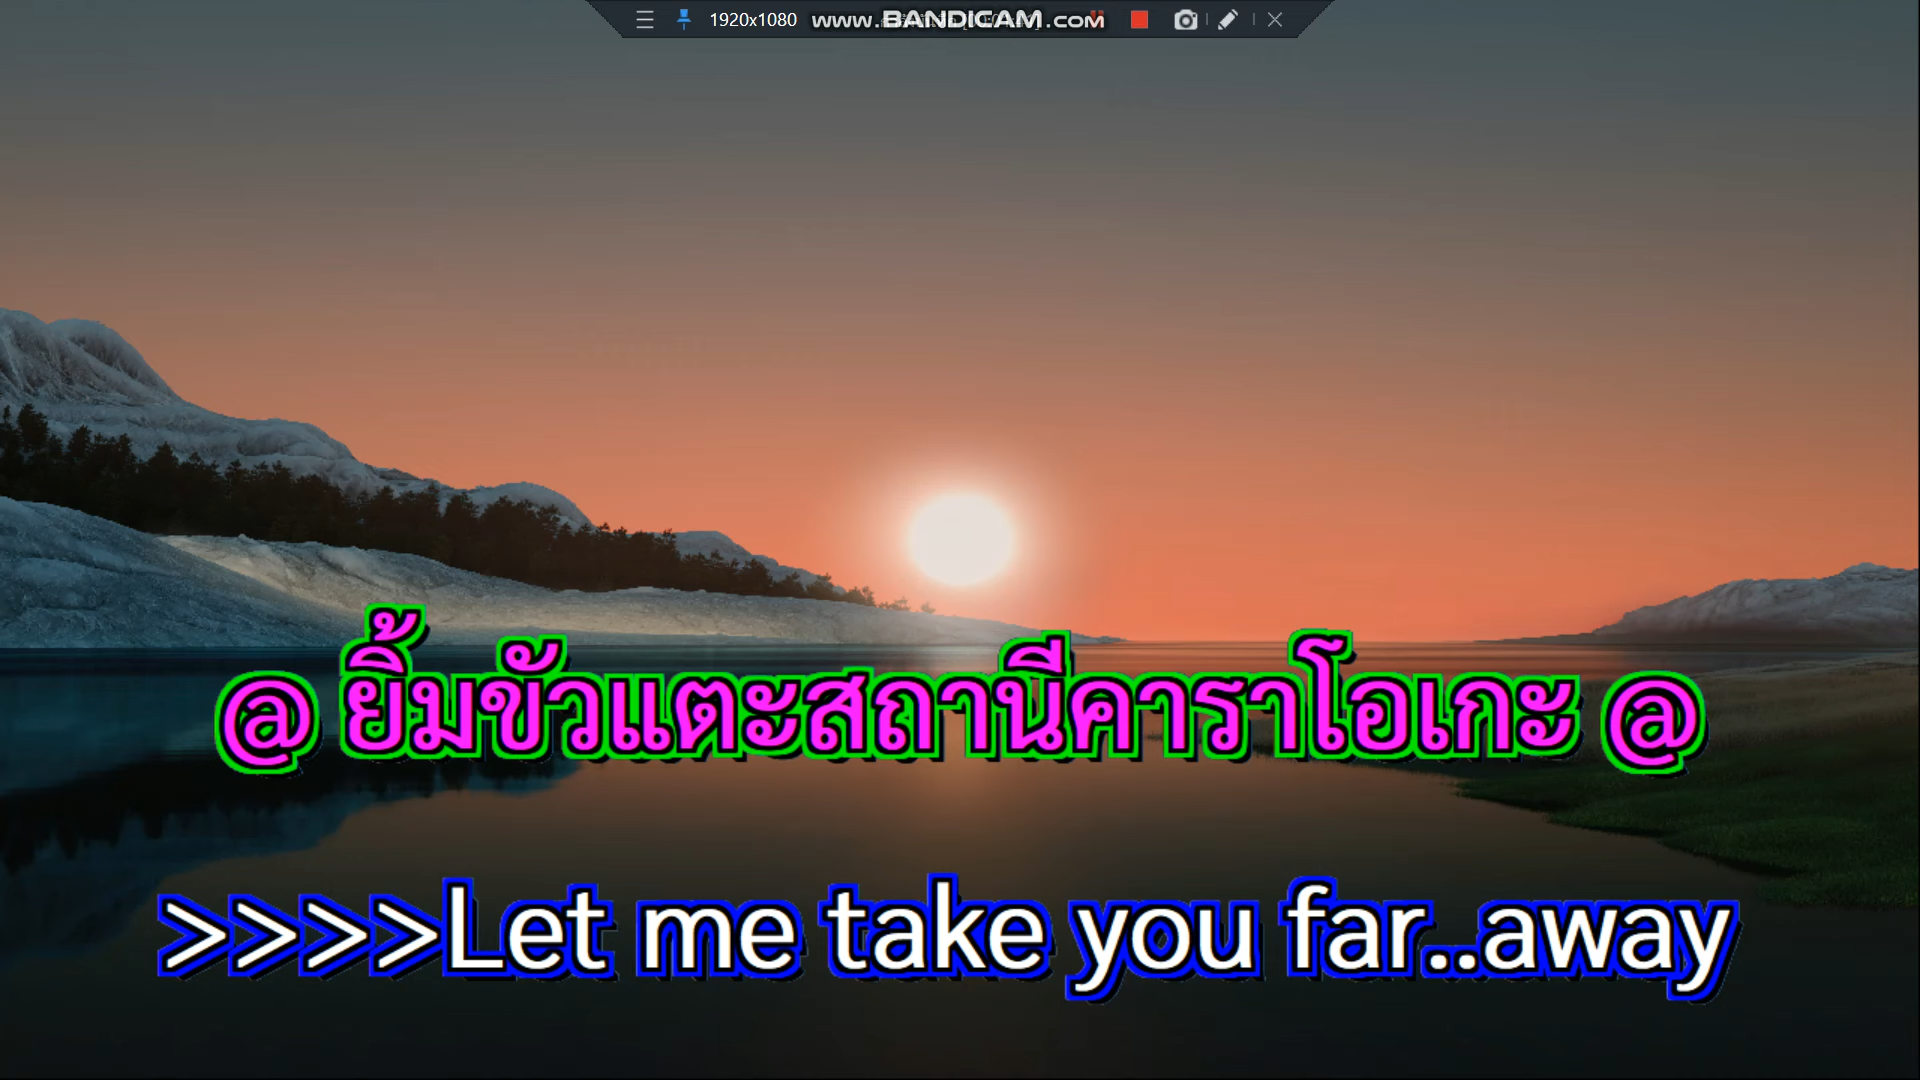 1920x1080 www.BANDICAM.com
@ ยิ้มขัวแตะสถานีคาราโอเกะ @
>>>>Let me take you far..away